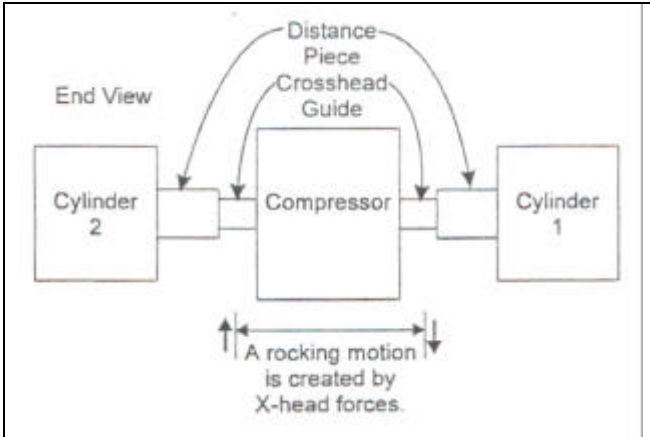 Distance
Piece
Crosshead
Guide
End View
Cylinder
2
Compressor
Cylinder
1
A rocking motion
is created by
X-head forces.